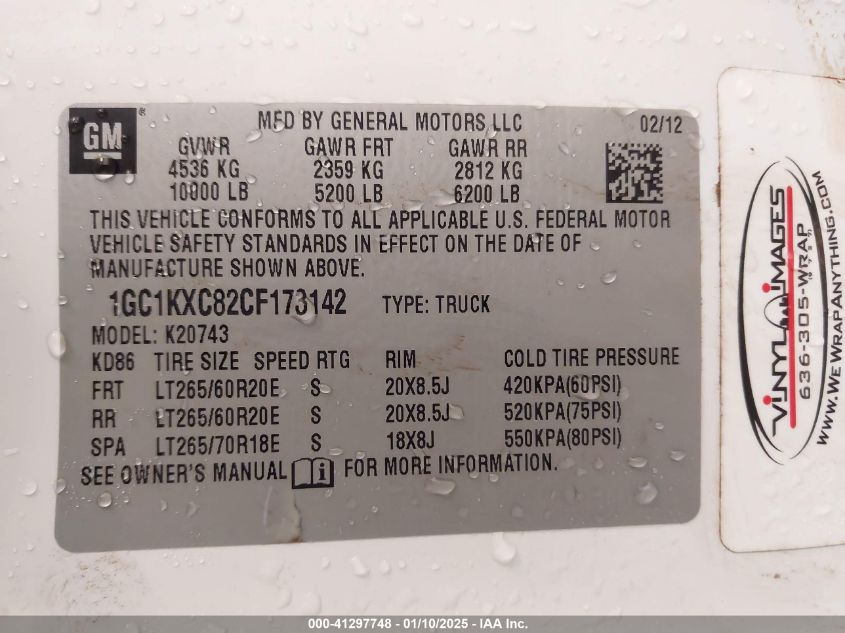 GM ® MFD BY GENERAL MOTORS LLC 02/12
GVWR GAWR FRT GAWR RR
4536 KG 2359 KG 2812 KG
10000 LB 5200 LB 6200 LB
THIS VEHICLE CONFORMS TO ALL APPLICABLE U.S. FEDERAL MOTOR
VEHICLE SAFETY STANDARDS IN EFFECT ON THE DATE OF
MANUFACTURE SHOWN ABOVE.
1GC1KXC82CF173142 TYPE: TRUCK
MODEL: K20743
KD86 TIRE SIZE SPEED RTG RIM COLD TIRE PRESSURE
FRT LT265/60R20E S 20X8.5J 420KPA(60PSI)
RR LT265/60R20E S 20X8.5J 520KPA(75PSI)
SPA LT265/70R18E S 18X8J 550KPA(80PSI)
SEE OWNER'S MANUAL i FOR MORE INFORMATION.
VINYL IMAGES
636-305-WRAP
WWW.WEWRAPANYTHING.COM
000-41297748 - 01/10/2025 - IAA Inc.